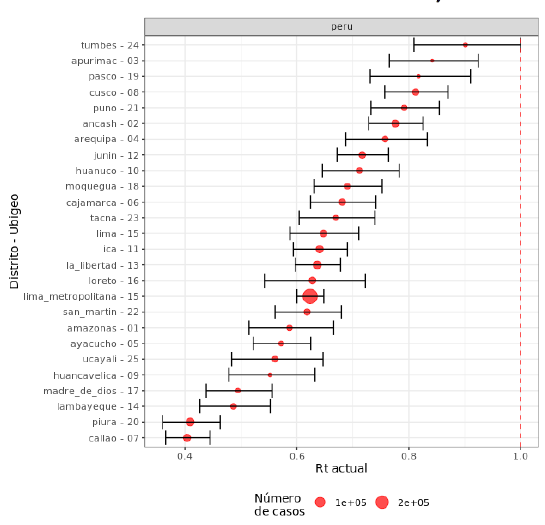 peru
tumbes - 24
apurimac - 03
pasco - 19
cusco - 08
puno - 21
ancash - 02
arequipa - 04
junin - 12
huanuco - 10
moquegua - 18
cajamarca - 06
tacna - 23
lima - 15
ica - 11
la_libertad - 13
loreto - 16
lima_metropolitana - 15
san_martin - 22
amazonas - 01
ayacucho - 05
ucayali - 25
huancavelica - 09
madre_de_dios - 17
lambayeque - 14
piura - 20
callao - 07
Distrito - Ubigeo
0.4 0.6 0.8 1.0
Rt actual
Número
de casos
1e+05 2e+05